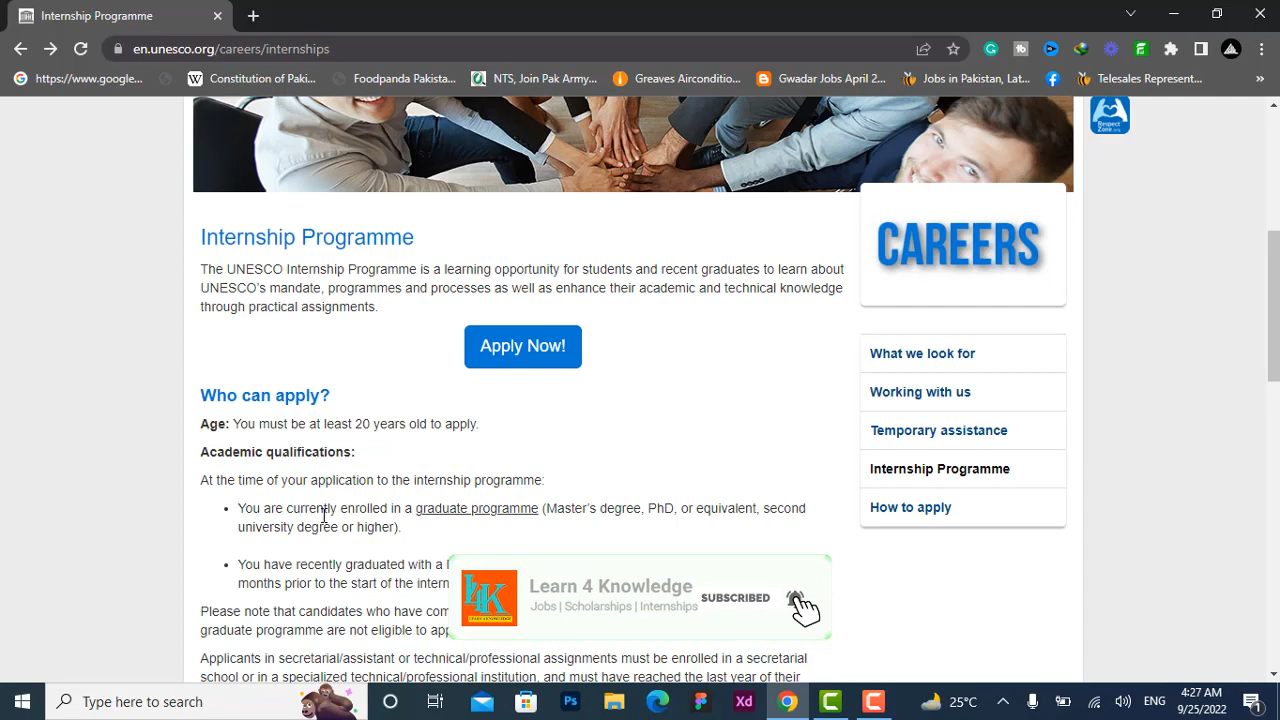 Internship Programme
en.unesco.org/careers/internships
https://www.google...
Constitution of Paki...
Foodpanda Pakista...
NTS, Join Pak Army,...
Greaves Airconditio...
Gwadar Jobs April 2...
Jobs in Pakistan, Lat...
Telesales Represent...
Respect
Zone.org
CAREERS
Internship Programme
The UNESCO Internship Programme is a learning opportunity for students and recent graduates to learn about
UNESCO's mandate, programmes and processes as well as enhance their academic and technical knowledge
through practical assignments.
Apply Now!
What we look for
Working with us
Temporary assistance
Internship Programme
How to apply
Who can apply?
Age: You must be at least 20 years old to apply.
Academic qualifications:
At the time of your application to the internship programme:
• You are currently enrolled in a graduate programme (Master's degree, PhD, or equivalent, second
university degree or higher).
• You have recently graduated with a
months prior to the start of the intern
Please note that candidates who have com
graduate programme are not eligible to app
Learn 4 Knowledge
Jobs | Scholarships | Internships
SUBSCRIBED
L4K
LEARN 4 KNOWLEDGE
Applicants in secretarial/assistant or technical/professional assignments must be enrolled in a secretarial
school or in a specialized technical/professional institution, and must have reached the last year of their
Type here to search
Ps
Xd
25°C
ENG
4:27 AM
9/25/2022
1